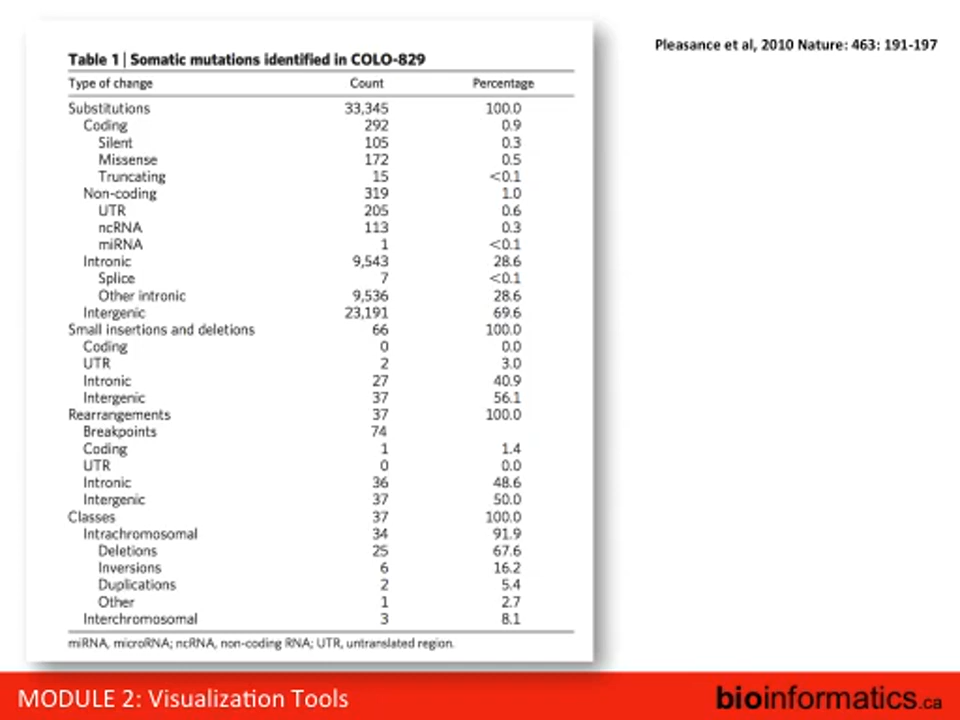 Pleasance et al, 2010 Nature: 463: 191-197
Table 1 | Somatic mutations identified in COLO-829
Type of change Count Percentage
Substitutions 33,345 100.0
Coding 292 0.9
Silent 105 0.3
Missense 172 0.5
Truncating 15 <0.1
Non-coding 319 1.0
UTR 205 0.6
ncRNA 113 0.3
miRNA 1 <0.1
Intronic 9,543 28.6
Splice 7 <0.1
Other intronic 9,536 28.6
Intergenic 23,191 69.6
Small insertions and deletions 66 100.0
Coding 0 0.0
UTR 2 3.0
Intronic 27 40.9
Intergenic 37 56.1
Rearrangements 37 100.0
Breakpoints 74
Coding 1 1.4
UTR 0 0.0
Intronic 36 48.6
Intergenic 37 50.0
Classes 37 100.0
Intrachromosomal 34 91.9
Deletions 25 67.6
Inversions 6 16.2
Duplications 2 5.4
Other 1 2.7
Interchromosomal 3 8.1
miRNA, microRNA; ncRNA, non-coding RNA; UTR, untranslated region.
MODULE 2: Visualization Tools
bioinformatics.ca